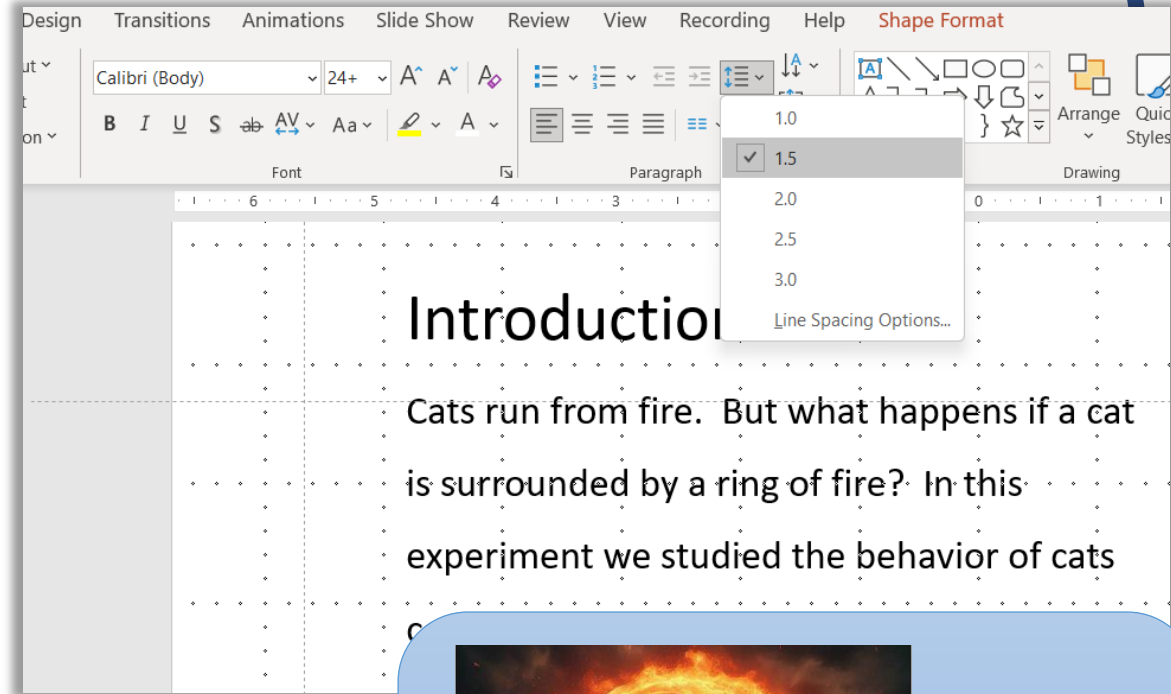 Design Transitions Animations Slide Show Review View Recording Help Shape Format
Calibri (Body) 24+ A A A
B I U S ab AV Aa A
Arrange
Styles
Font Paragraph Drawing
1.0
1.5
2.0
2.5
3.0
Line Spacing Options...
6 5 4 3 0 1
Introduction
Cats run from fire. But what happens if a cat
is surrounded by a ring of fire? In this
experiment we studied the behavior of cats